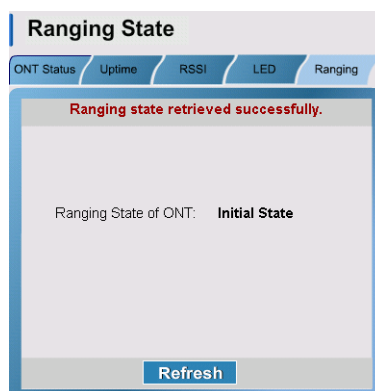 Ranging State
ONT Status Uptime RSSI LED Ranging
Ranging state retrieved successfully.
Ranging State of ONT: Initial State
Refresh